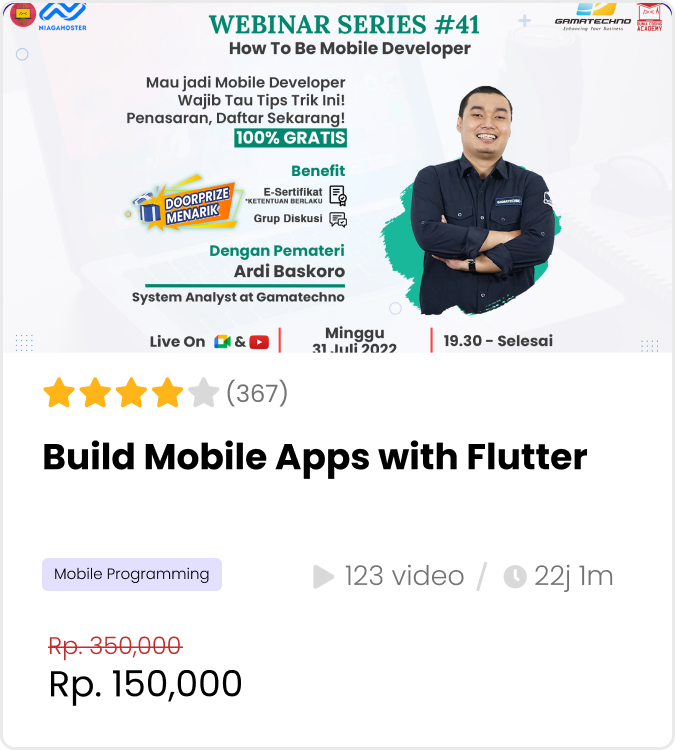 NIAGAHOSTER
WEBINAR SERIES #41
GAMATECHNO
Enhancing Your Business
ACADEMY
How To Be Mobile Developer
Mau jadi Mobile Developer
Wajib Tau Tips Trik Ini!
Penasaran, Daftar Sekarang!
100% GRATIS
Benefit
DOORPRIZE
MENARIK
E-Sertifikat
*KETENTUAN BERLAKU
Grup Diskusi
GAMATECHNO
Dengan Pemateri
Ardi Baskoro
System Analyst at Gamatechno
Live On & 
Minggu
31 Juli 2022
19.30 - Selesai
(367)
Build Mobile Apps with Flutter
Mobile Programming
123 video / 22j 1m
Rp. 350,000
Rp. 150,000